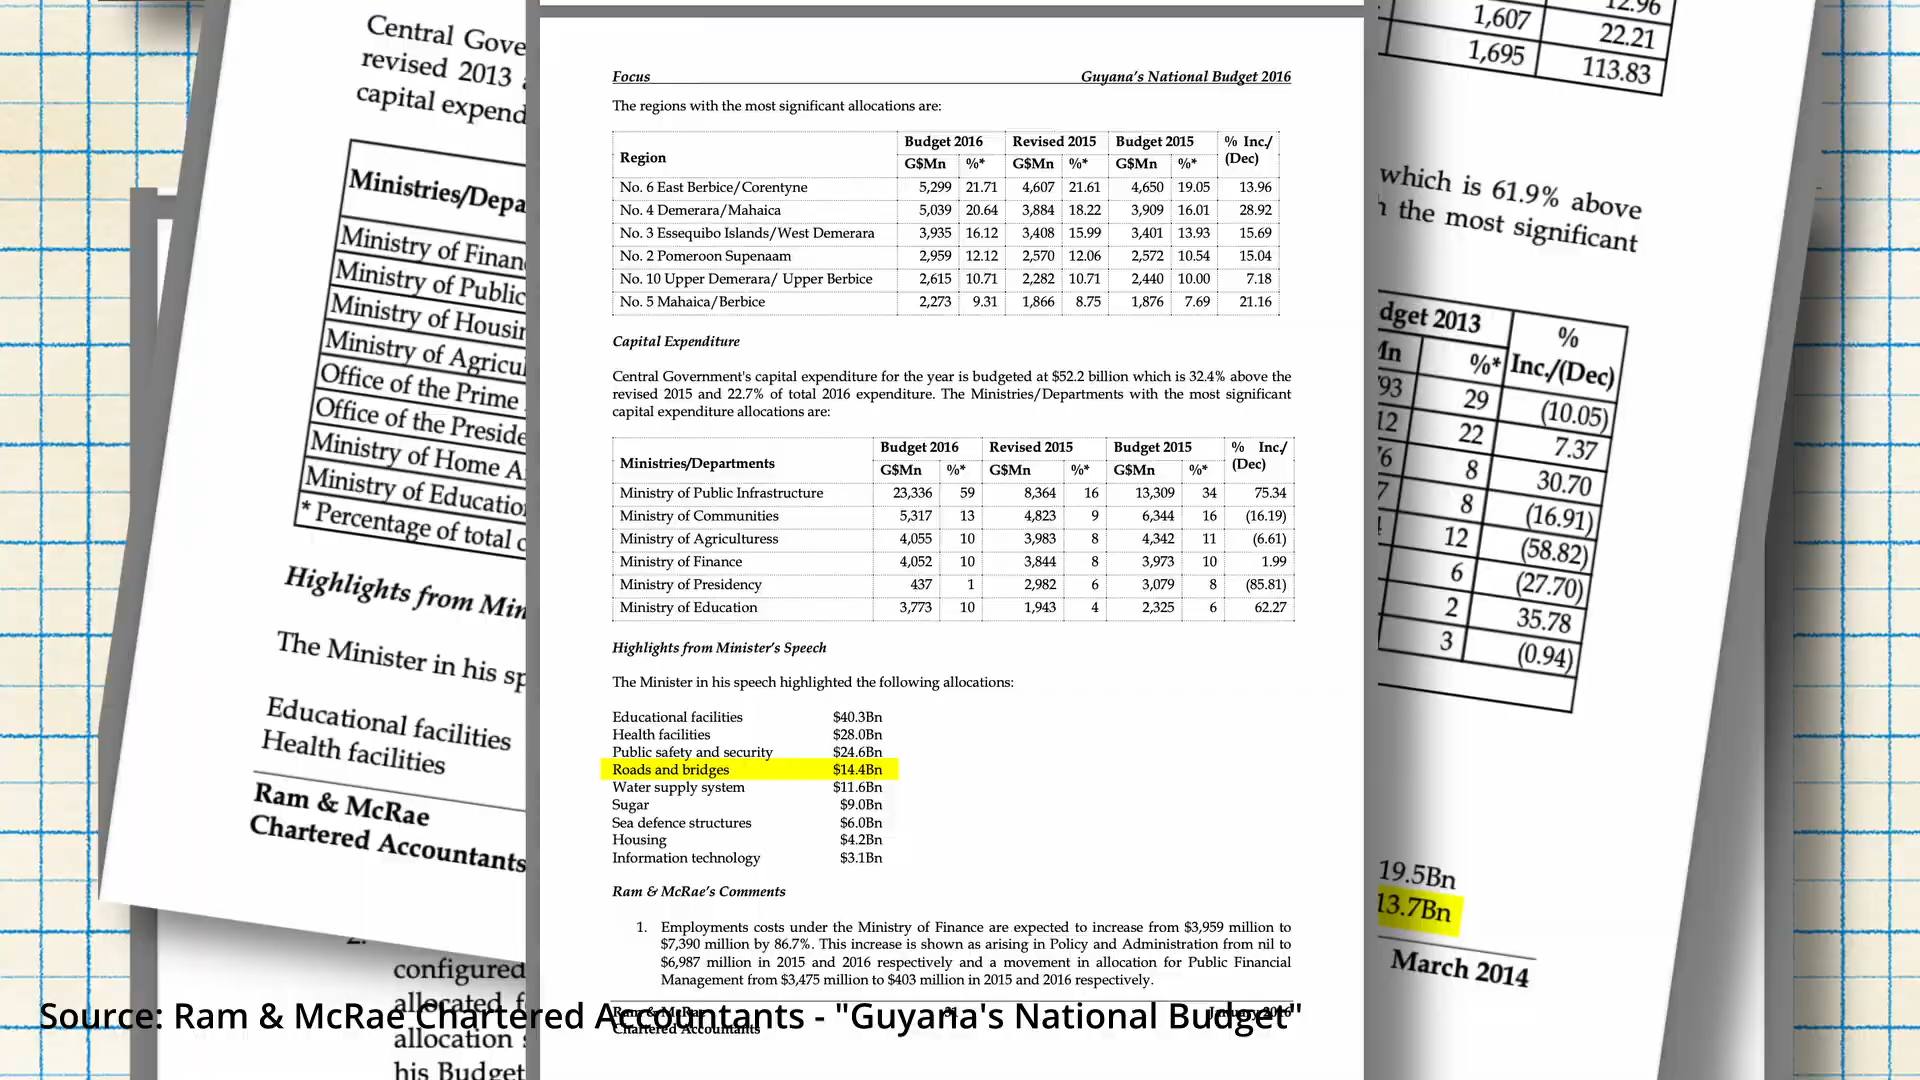 Central Gove
revised 2013
capital expend
Ministries/Depa
Ministry of Finan
Ministry of Public
Ministry of Housin
Ministry of Agricul
Office of the Prime
Office of the Preside
Ministry of Home A
Ministry of Education
* Percentage of total c
Highlights from Min
The Minister in his sp
Educational facilities
Health facilities
Ram & McRae
Chartered Accountants
2.
configured
allocated f
allocation
his Budget
Focus Guyana's National Budget 2016
The regions with the most significant allocations are:
Region Budget 2016 Revised 2015 Budget 2015 % Inc./ (Dec)
G$Mn %* G$Mn %* G$Mn %*
No. 6 East Berbice/Corentyne 5,299 21.71 4,607 21.61 4,650 19.05 13.96
No. 4 Demerara/Mahaica 5,039 20.64 3,884 18.22 3,909 16.01 28.92
No. 3 Essequibo Islands/West Demerara 3,935 16.12 3,408 15.99 3,401 13.93 15.69
No. 2 Pomeroon Supenaam 2,959 12.12 2,570 12.06 2,572 10.54 15.04
No. 10 Upper Demerara/ Upper Berbice 2,615 10.71 2,282 10.71 2,440 10.00 7.18
No. 5 Mahaica/Berbice 2,273 9.31 1,866 8.75 1,876 7.69 21.16
Capital Expenditure
Central Government's capital expenditure for the year is budgeted at $52.2 billion which is 32.4% above the
revised 2015 and 22.7% of total 2016 expenditure. The Ministries/Departments with the most significant
capital expenditure allocations are:
Ministries/Departments Budget 2016 Revised 2015 Budget 2015 % Inc./ (Dec)
G$Mn %* G$Mn %* G$Mn %*
Ministry of Public Infrastructure 23,336 59 8,364 16 13,309 34 75.34
Ministry of Communities 5,317 13 4,823 9 6,344 16 (16.19)
Ministry of Agriculturess 4,055 10 3,983 8 4,342 11 (6.61)
Ministry of Finance 4,052 10 3,844 8 3,973 10 1.99
Ministry of Presidency 437 1 2,982 6 3,079 8 (85.81)
Ministry of Education 3,773 10 1,943 4 2,325 6 62.27
Highlights from Minister's Speech
The Minister in his speech highlighted the following allocations:
Educational facilities $40.3Bn
Health facilities $28.0Bn
Public safety and security $24.6Bn
Roads and bridges $14.4Bn
Water supply system $11.6Bn
Sugar $9.0Bn
Sea defence structures $6.0Bn
Housing $4.2Bn
Information technology $3.1Bn
Ram & McRae's Comments
1. Employments costs under the Ministry of Finance are expected to increase from $3,959 million to
$7,390 million by 86.7%. This increase is shown as arising in Policy and Administration from nil to
$6,987 million in 2015 and 2016 respectively and a movement in allocation for Public Financial
Management from $3,475 million to $403 million in 2015 and 2016 respectively.
Ram & McRae 31 January 2016
Chartered Accountants
12.96
1,607 22.21
1,695 113.83
which is 61.9% above
the most significant
dget 2013 % Inc./(Dec)
Mn %*
793 29 (10.05)
12 22 7.37
76 8 30.70
7 8 (16.91)
12 (58.82)
6 (27.70)
2 35.78
3 (0.94)
19.5Bn
13.7Bn
March 2014
Source: Ram & McRae Chartered Accountants - "Guyana's National Budget"